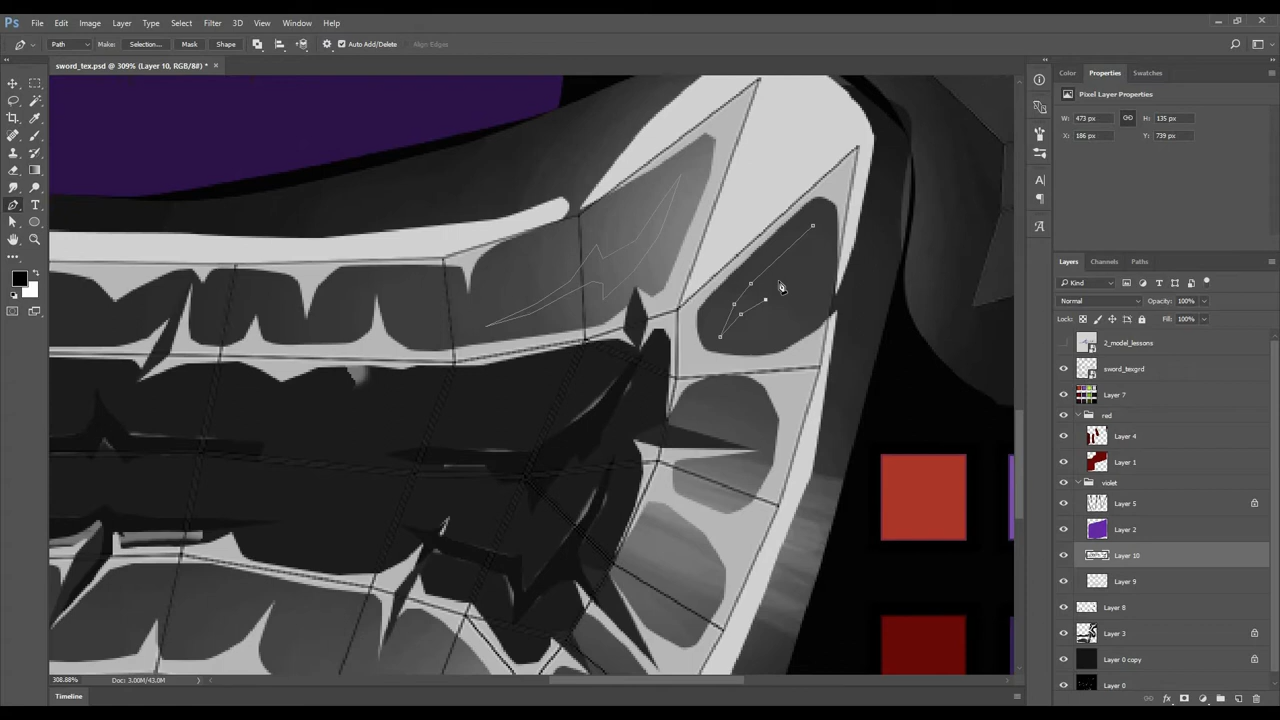 Ps File Edit Image Layer Type Select Filter 3D View Window Help
Path Make: Selection... Mask Shape Auto Add/Delete Align Edges
sword_tex.psd @ 309% (Layer 10, RGB/8#) * ×
Color Properties Swatches
Pixel Layer Properties
W: 473 px H: 135 px
X: 186 px Y: 739 px
Layers Channels Paths
Kind
Normal Opacity: 100%
Lock: Fill: 100%
2_model_lessons
sword_texgrd
Layer 7
red
Layer 4
Layer 1
violet
Layer 5
Layer 2
Layer 10
Layer 9
Layer 8
Layer 3
Layer 0 copy
Layer 0
308.88% Doc: 3.00M/43.0M
Timeline